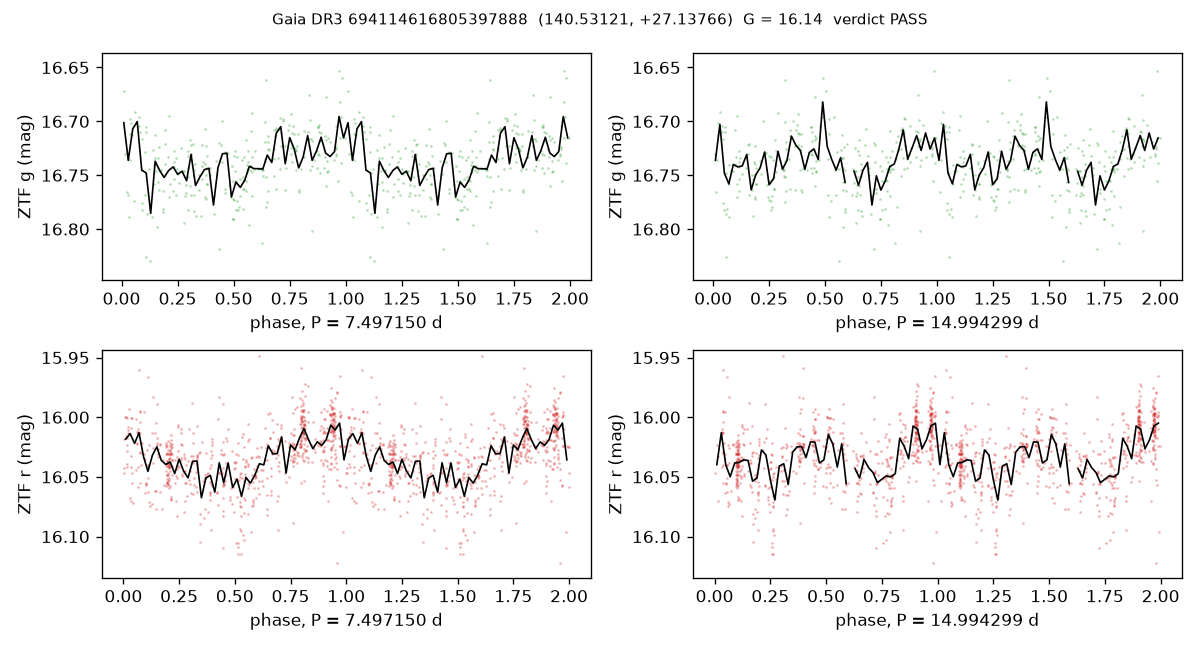 Gaia DR3 694114616805397888  (140.53121, +27.13766)  G = 16.14  verdict PASS
ZTF g (mag)
16.65
16.70
16.75
16.80
0.00 0.25 0.50 0.75 1.00 1.25 1.50 1.75 2.00
phase, P = 7.497150 d
ZTF g (mag)
16.65
16.70
16.75
16.80
0.00 0.25 0.50 0.75 1.00 1.25 1.50 1.75 2.00
phase, P = 14.994299 d
ZTF r (mag)
15.95
16.00
16.05
16.10
0.00 0.25 0.50 0.75 1.00 1.25 1.50 1.75 2.00
phase, P = 7.497150 d
ZTF r (mag)
15.95
16.00
16.05
16.10
0.00 0.25 0.50 0.75 1.00 1.25 1.50 1.75 2.00
phase, P = 14.994299 d